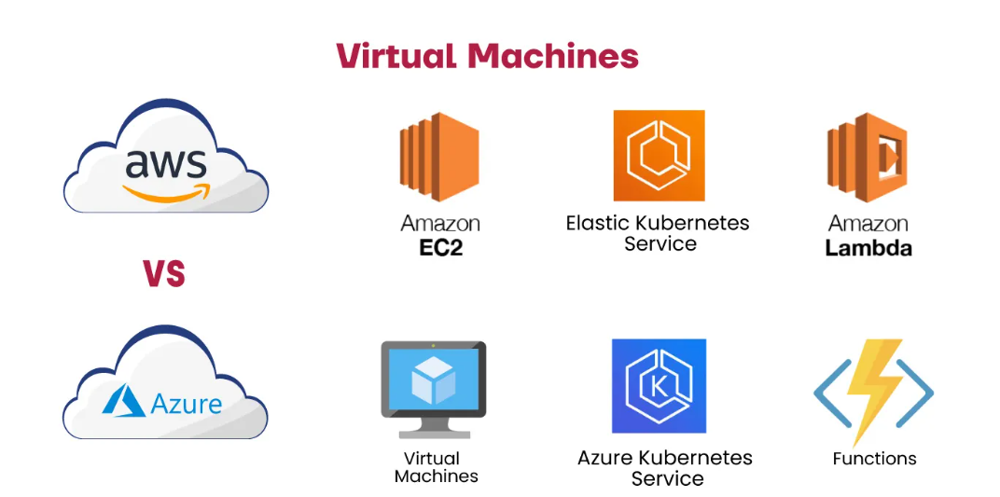 Virtual Machines
aws
Amazon
EC2
Elastic Kubernetes
Service
Amazon
Lambda
VS
Azure
Virtual
Machines
K
Azure Kubernetes
Service
Functions